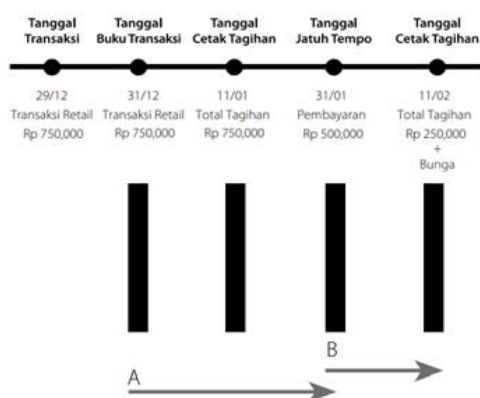 Tanggal
Transaksi
Tanggal
Buku Transaksi
Tanggal
Cetak Tagihan
Tanggal
Jatuh Tempo
Tanggal
Cetak Tagihan
29/12
Transaksi Retail
Rp 750,000
31/12
Transaksi Retail
Rp 750,000
11/01
Total Tagihan
Rp 750,000
31/01
Pembayaran
Rp 500,000
11/02
Total Tagihan
Rp 250,000
+
Bunga
B
A